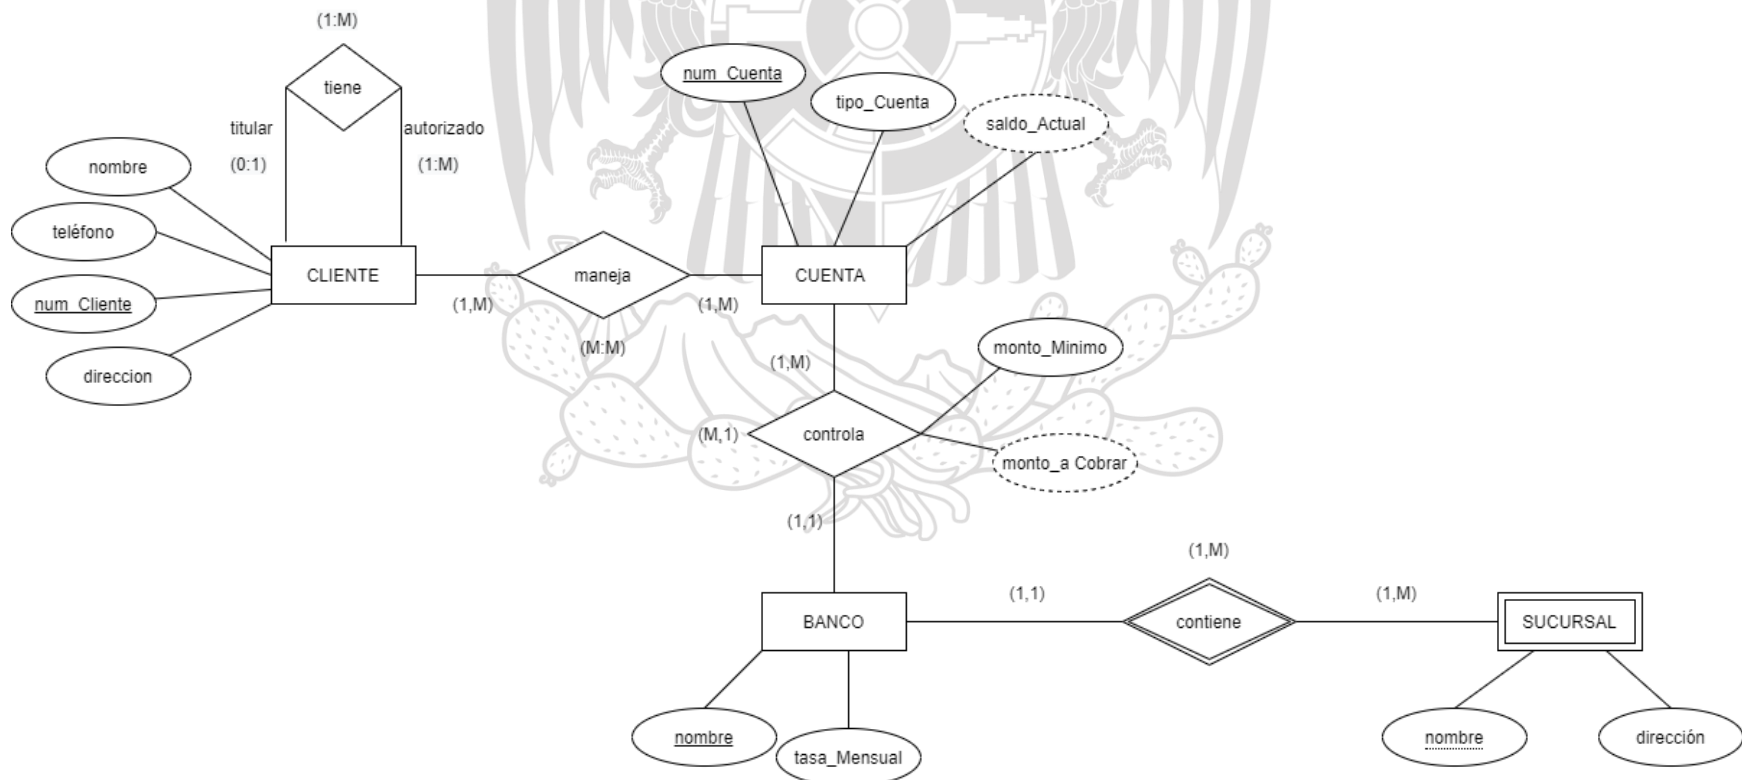 (1:M)
tiene
titular
autorizado
(0:1)
(1:M)
nombre
teléfono
num_Cliente
direccion
CLIENTE
(1,M)
maneja
(M:M)
(1,M)
num_Cuenta
tipo_Cuenta
saldo_Actual
CUENTA
(1,M)
monto_Minimo
(M,1)
controla
monto_a Cobrar
(1,1)
BANCO
nombre
tasa_Mensual
(1,1)
(1,M)
contiene
(1,M)
SUCURSAL
nombre
dirección